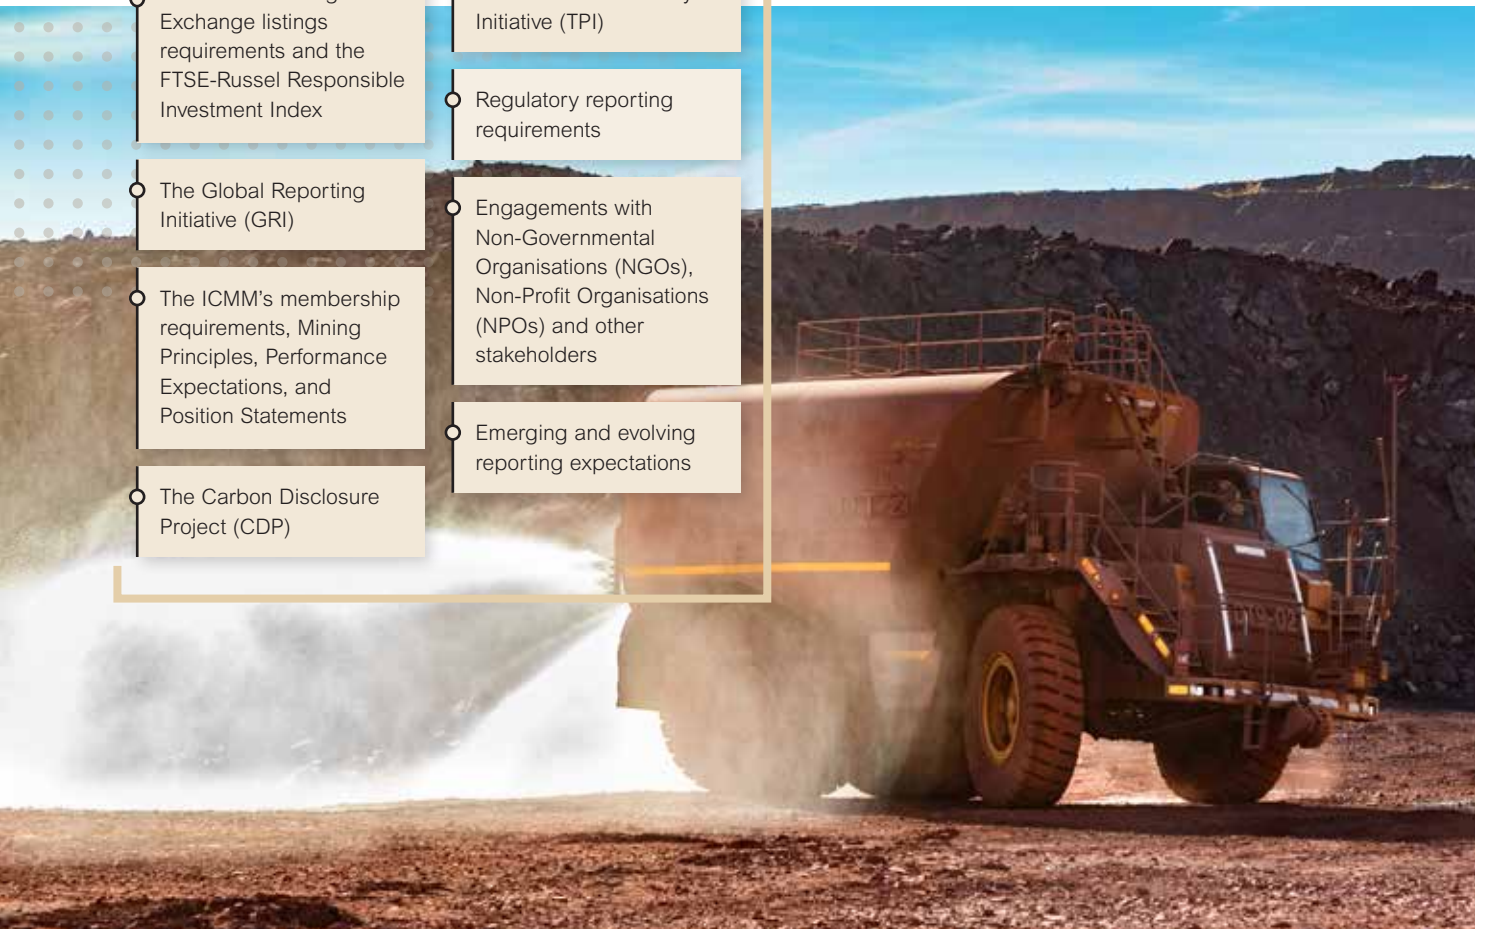 Exchange listings
requirements and the
FTSE-Russel Responsible
Investment Index
The Global Reporting
Initiative (GRI)
The ICMM’s membership
requirements, Mining
Principles, Performance
Expectations, and
Position Statements
The Carbon Disclosure
Project (CDP)
Initiative (TPI)
Regulatory reporting
requirements
Engagements with
Non-Governmental
Organisations (NGOs),
Non-Profit Organisations
(NPOs) and other
stakeholders
Emerging and evolving
reporting expectations